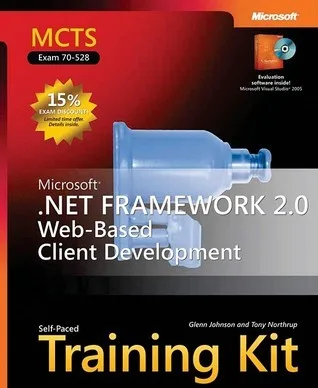 Microsoft
MCTS
Exam 70-528
Evaluation
software inside!
Microsoft Visual Studio® 2005
15%
EXAM DISCOUNT!
Limited time offer.
Details inside.
Microsoft®
.NET FRAMEWORK 2.0
Web-Based
Client Development
Glenn Johnson and Tony Northrup
Self-Paced
Training Kit